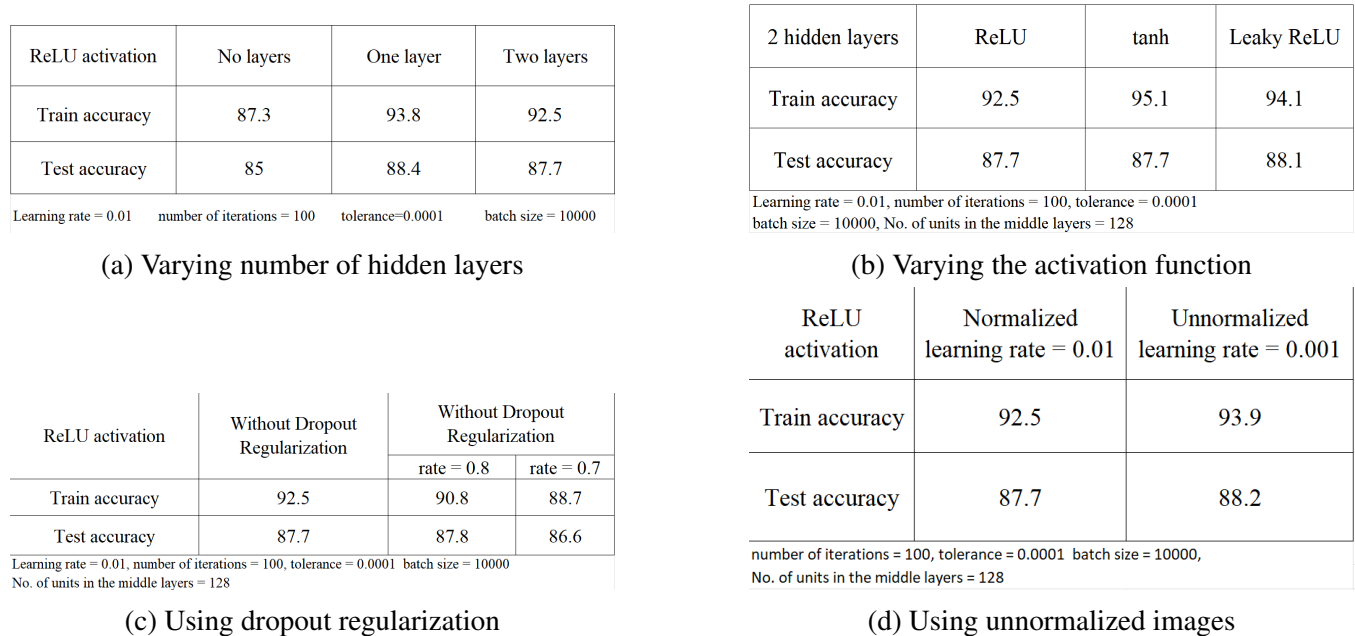 ReLU activation No layers One layer Two layers
Train accuracy 87.3 93.8 92.5
Test accuracy 85 88.4 87.7
Learning rate = 0.01 number of iterations = 100 tolerance=0.0001 batch size = 10000
(a) Varying number of hidden layers
2 hidden layers ReLU tanh Leaky ReLU
Train accuracy 92.5 95.1 94.1
Test accuracy 87.7 87.7 88.1
Learning rate = 0.01, number of iterations = 100, tolerance = 0.0001
batch size = 10000, No. of units in the middle layers = 128
(b) Varying the activation function
ReLU activation
Without Dropout
Regularization
Without Dropout
Regularization
rate = 0.8 rate = 0.7
Train accuracy 92.5 90.8 88.7
Test accuracy 87.7 87.8 86.6
Learning rate = 0.01, number of iterations = 100, tolerance = 0.0001 batch size = 10000
No. of units in the middle layers = 128
(c) Using dropout regularization
ReLU Normalized Unnormalized
activation learning rate = 0.01 learning rate = 0.001
Train accuracy 92.5 93.9
Test accuracy 87.7 88.2
number of iterations = 100, tolerance = 0.0001 batch size = 10000,
No. of units in the middle layers = 128
(d) Using unnormalized images